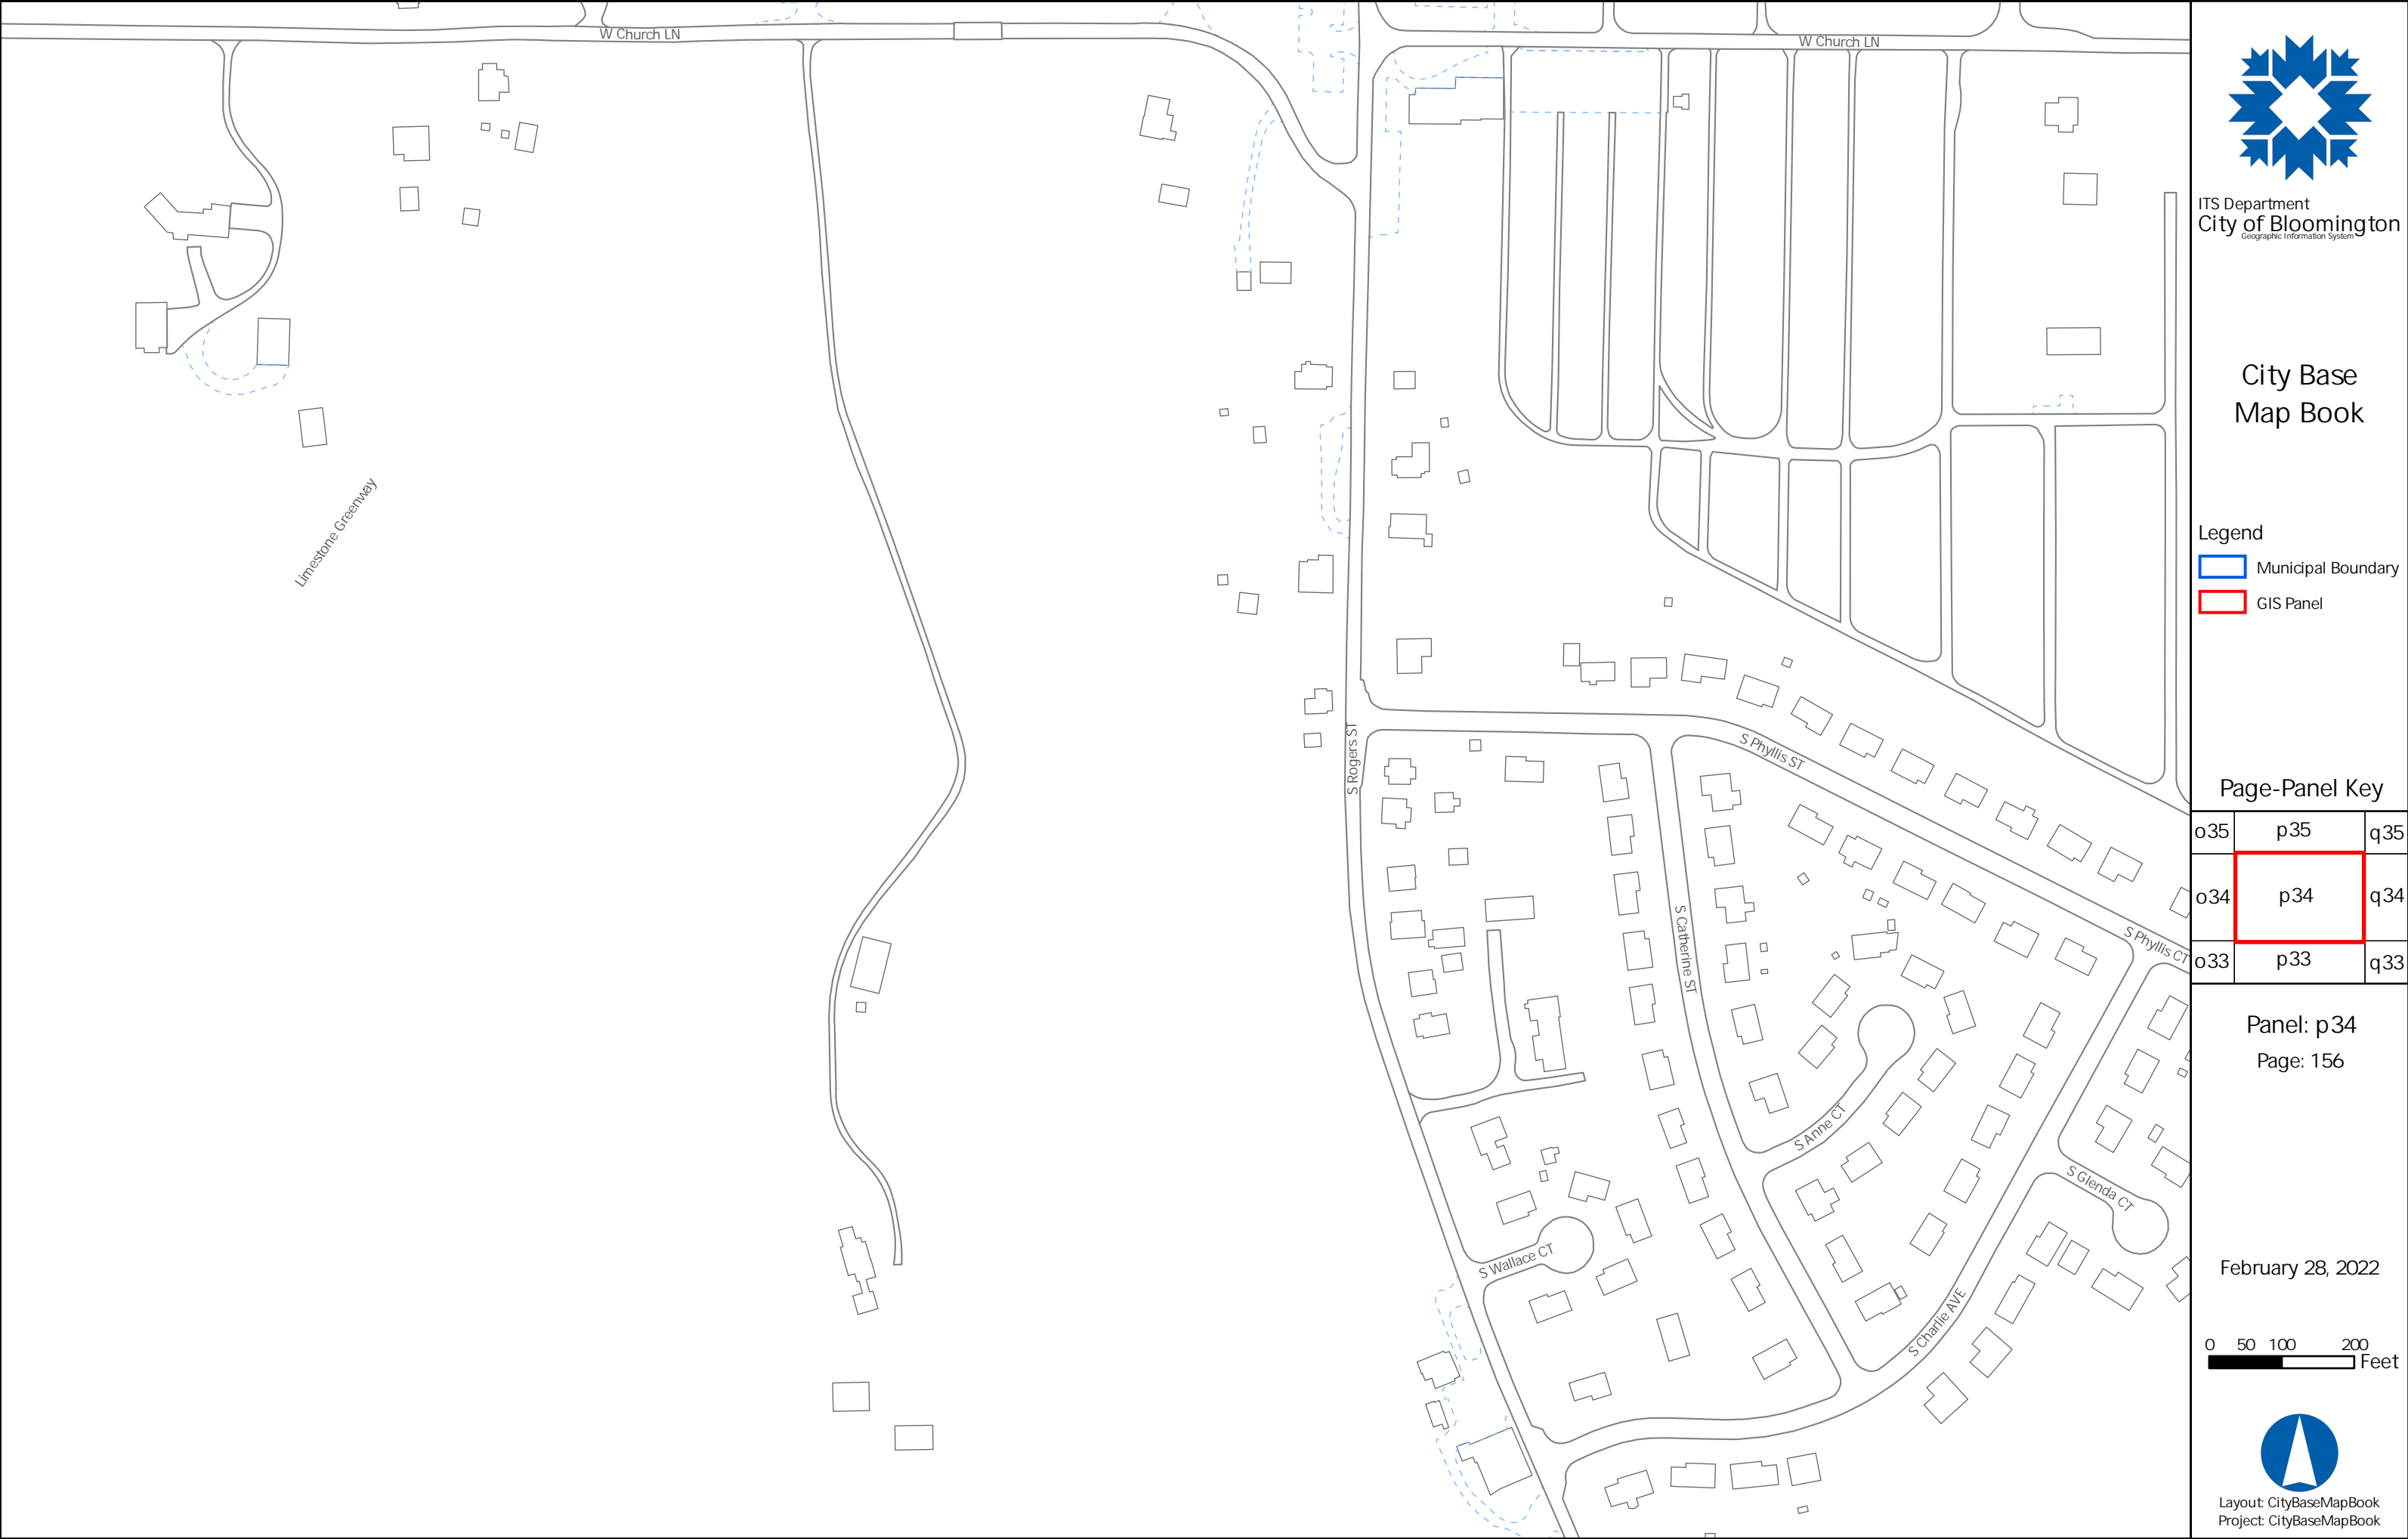 W Church LN
W Church LN
Limestone Greenway
S Rogers ST
S Phyllis ST
S Catherine ST
S Phyllis CT
S Anne CT
S Glenda CT
S Wallace CT
S Charlie AVE
ITS Department
City of Bloomington
Geographic Information System
City Base
Map Book
Legend
Municipal Boundary
GIS Panel
Page-Panel Key
o35 p35 q35
o34 p34 q34
o33 p33 q33
Panel: p34
Page: 156
February 28, 2022
0 50 100 200
Feet
Layout: CityBaseMapBook
Project: CityBaseMapBook